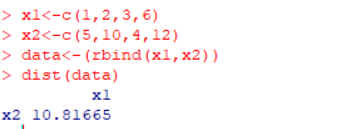 > x1<-c(1,2,3,6)
> x2<-c(5,10,4,12)
> data<-(rbind(x1,x2))
> dist(data)
         x1
x2 10.81665